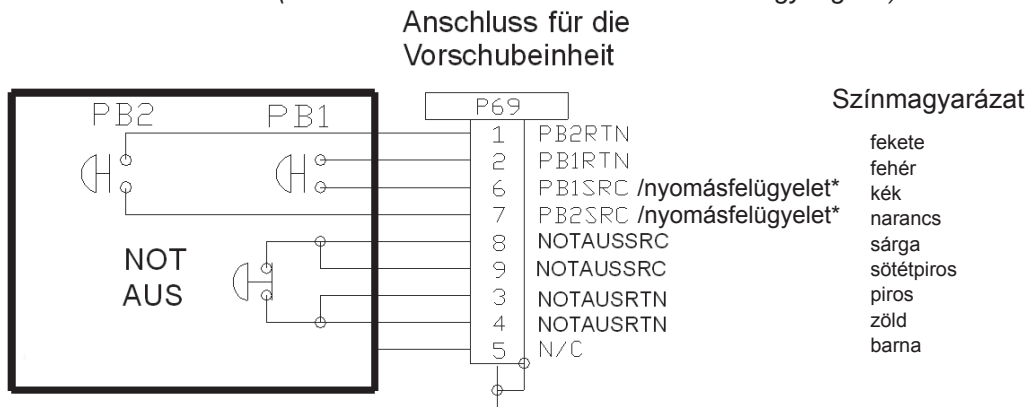 Anschluss für die
Vorschubeinheit
P69
Színmagyarázat
PB2
PB1
1 PB2RTN fekete
2 PB1RTN fehér
6 PB1SRC /nyomásfelügyelet* kék
7 PB2SRC /nyomásfelügyelet* narancs
8 NOTAUSSRC sárga
9 NOTAUSSRC sötétpiros
3 NOTAUSRTN piros
4 NOTAUSRTN zöld
5 N/C barna
NOT
AUS